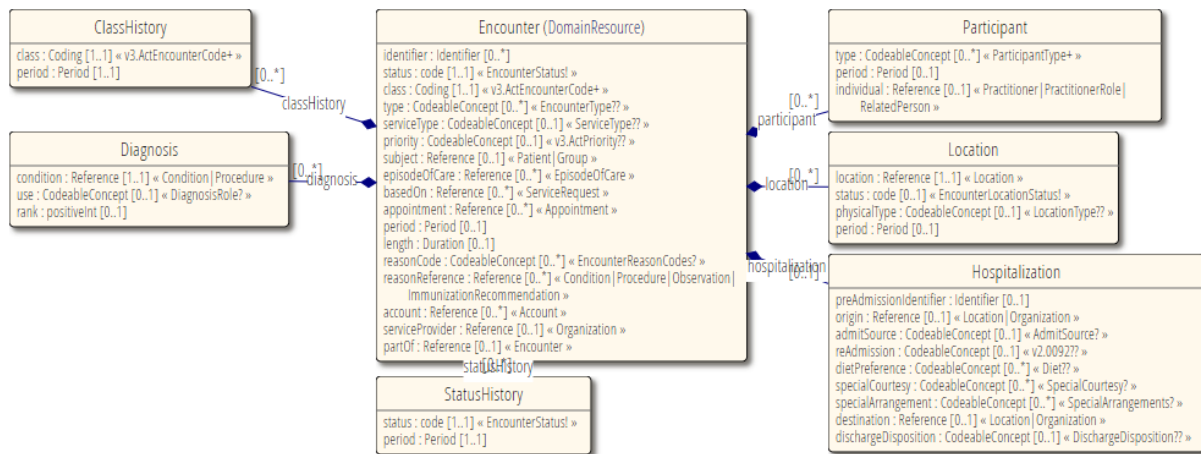 ClassHistory
class : Coding [1..1] « v3.ActEncounterCode+ »
period : Period [1..1]
[0..*]
classHistory
Diagnosis
condition : Reference [1..1] « Condition|Procedure »
use : CodeableConcept [0..1] « DiagnosisRole? »
rank : positiveInt [0..1]
[0..*]
diagnosis
Encounter (DomainResource)
identifier : Identifier [0..*]
status : code [1..1] « EncounterStatus! »
class : Coding [1..1] « v3.ActEncounterCode+ »
type : CodeableConcept [0..*] « EncounterType?? »
serviceType : CodeableConcept [0..1] « ServiceType?? »
priority : CodeableConcept [0..1] « v3.ActPriority?? »
subject : Reference [0..1] « Patient|Group »
episodeOfCare : Reference [0..*] « EpisodeOfCare »
basedOn : Reference [0..*] « ServiceRequest »
appointment : Reference [0..*] « Appointment »
period : Period [0..1]
length : Duration [0..1]
reasonCode : CodeableConcept [0..*] « EncounterReasonCodes? »
reasonReference : Reference [0..*] « Condition|Procedure|Observation|
ImmunizationRecommendation »
account : Reference [0..*] « Account »
serviceProvider : Reference [0..1] « Organization »
partOf : Reference [0..1] « Encounter »
[0..*]
statusHistory
StatusHistory
status : code [1..1] « EncounterStatus! »
period : Period [1..1]
[0..*]
participant
Participant
type : CodeableConcept [0..*] « ParticipantType+ »
period : Period [0..1]
individual : Reference [0..1] « Practitioner|PractitionerRole|
RelatedPerson »
[0..*]
location
Location
location : Reference [1..1] « Location »
status : code [0..1] « EncounterLocationStatus! »
physicalType : CodeableConcept [0..1] « LocationType?? »
period : Period [0..1]
hospitalization
[0..1]
Hospitalization
preAdmissionIdentifier : Identifier [0..1]
origin : Reference [0..1] « Location|Organization »
admitSource : CodeableConcept [0..1] « AdmitSource? »
reAdmission : CodeableConcept [0..1] « v2.0092?? »
dietPreference : CodeableConcept [0..*] « Diet?? »
specialCourtesy : CodeableConcept [0..*] « SpecialCourtesy? »
specialArrangement : CodeableConcept [0..*] « SpecialArrangements? »
destination : Reference [0..1] « Location|Organization »
dischargeDisposition : CodeableConcept [0..1] « DischargeDisposition?? »